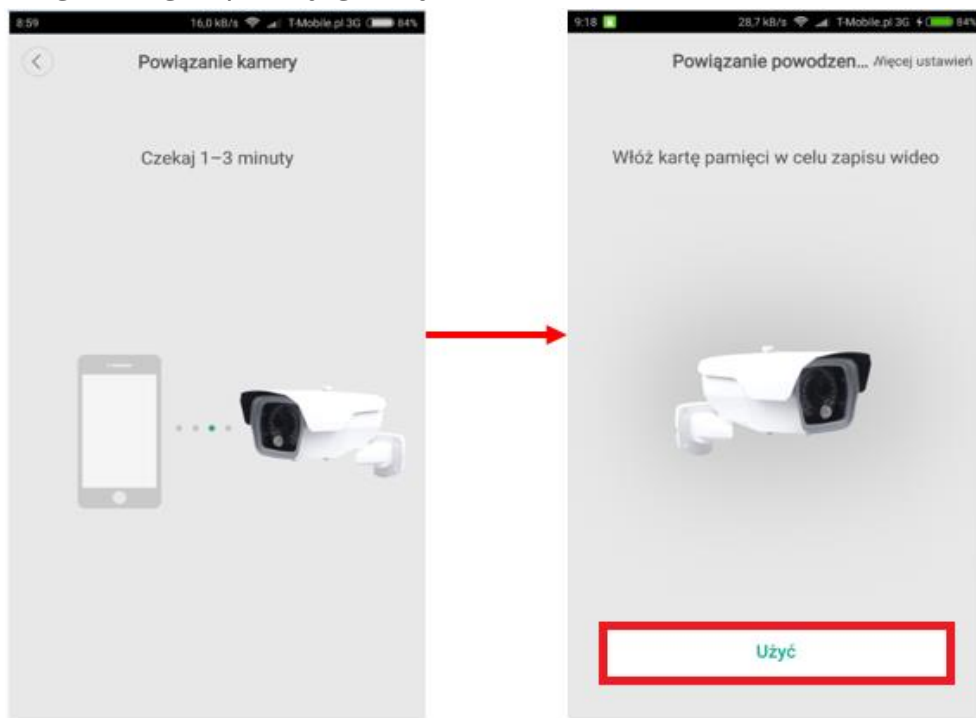 8:59 16,0 kB/s T-Mobile.pl 3G 84%
Powiązanie kamery
Czekaj 1–3 minuty
9:18 28,7 kB/s T-Mobile.pl 3G 84%
Powiązanie powodzen... Więcej ustawień
Włóż kartę pamięci w celu zapisu wideo
Użyć